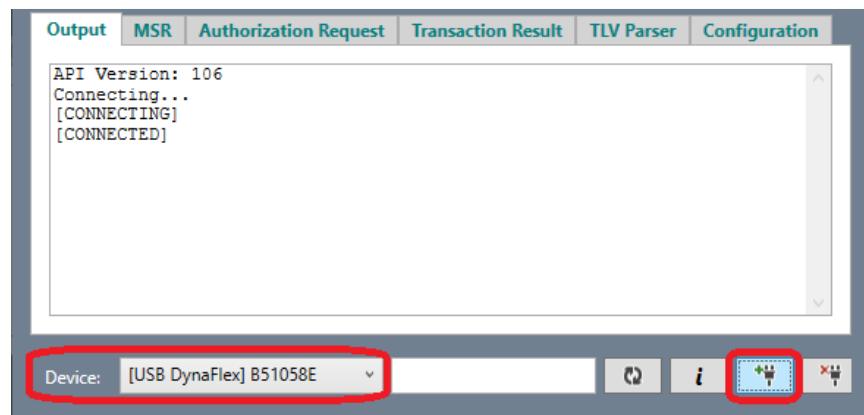 Output MSR Authorization Request Transaction Result TLV Parser Configuration
API Version: 106
Connecting...
[CONNECTING]
[CONNECTED]
Device: [USB DynaFlex] B51058E i